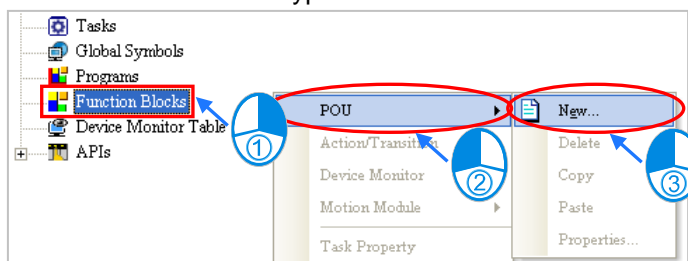 Tasks
Global Symbols
Programs
Function Blocks
Device Monitor Table
APIs
POU
Action/Transition
Device Monitor
Motion Module
Task Property
New...
Delete
Copy
Paste
Properties...
1
2
3